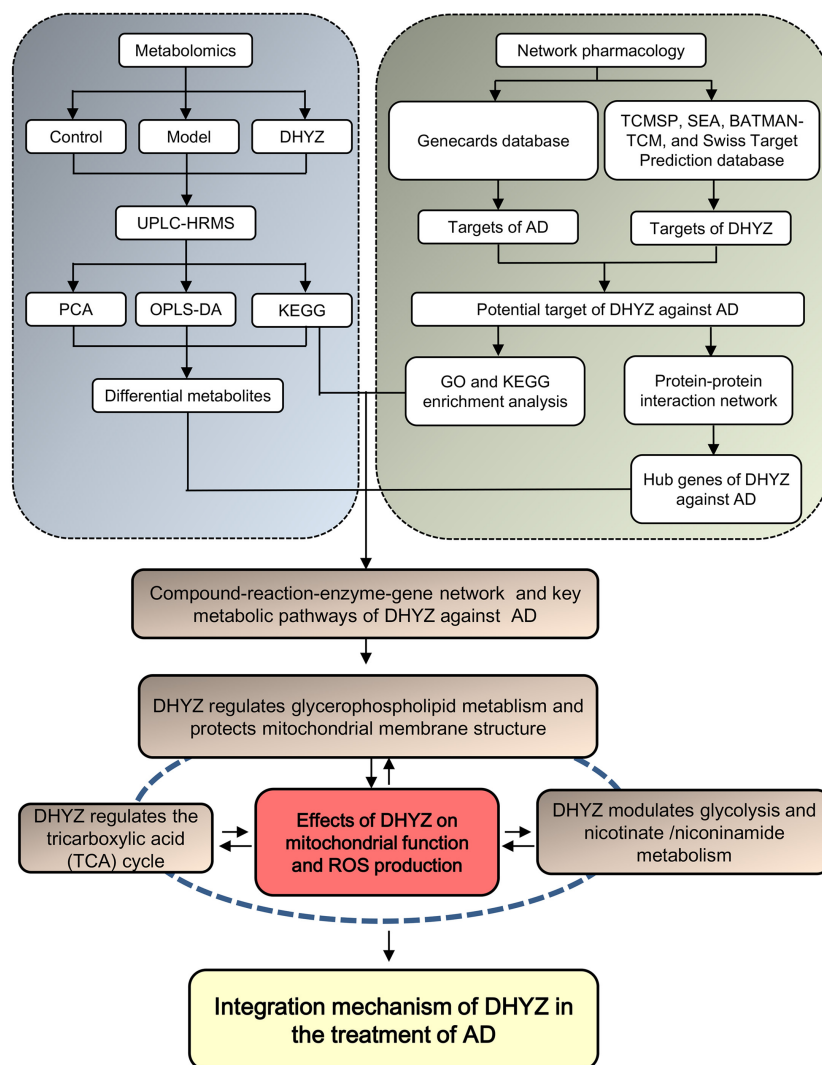 Metabolomics
Control
Model
DHYZ
UPLC-HRMS
PCA
OPLS-DA
KEGG
Differential metabolites
Network pharmacology
Genecards database
TCMSP, SEA, BATMAN-
TCM, and Swiss Target
Prediction database
Targets of AD
Targets of DHYZ
Potential target of DHYZ against AD
GO and KEGG
enrichment analysis
Protein-protein
interaction network
Hub genes of DHYZ
against AD
Compound-reaction-enzyme-gene network and key
metabolic pathways of DHYZ against AD
DHYZ regulates glycerophospholipid metablism and
protects mitochondrial membrane structure
DHYZ regulates the
tricarboxylic acid
(TCA) cycle
Effects of DHYZ on
mitochondrial function
and ROS production
DHYZ modulates glycolysis and
nicotinate /niconinamide
metabolism
Integration mechanism of DHYZ in
the treatment of AD